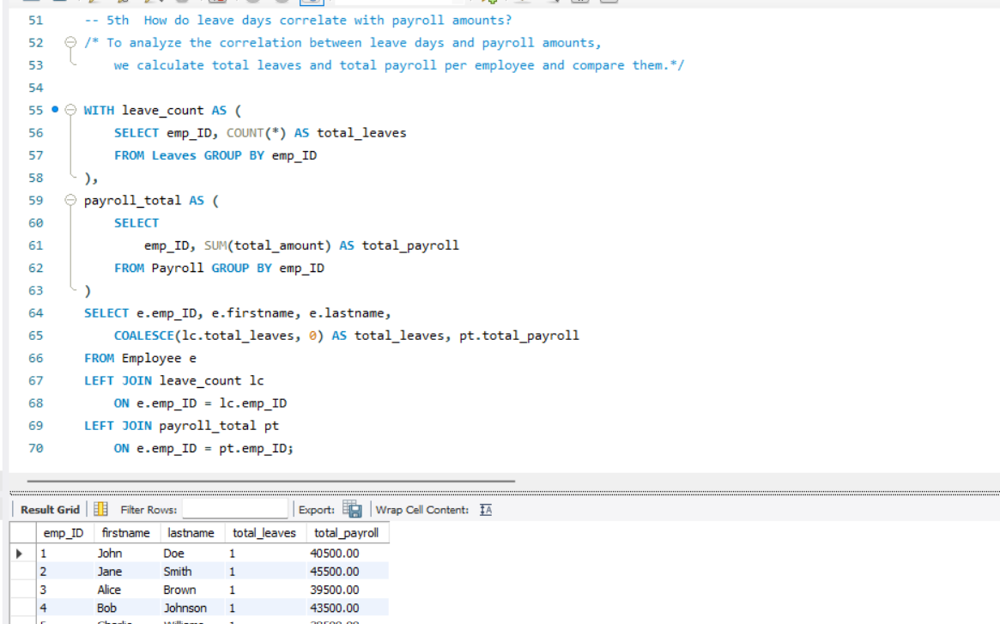 51 -- 5th  How do leave days correlate with payroll amounts?
52 /* To analyze the correlation between leave days and payroll amounts,
53 we calculate total leaves and total payroll per employee and compare them.*/
54
55 WITH leave_count AS (
56 SELECT emp_ID, COUNT(*) AS total_leaves
57 FROM Leaves GROUP BY emp_ID
58 ),
59 payroll_total AS (
60 SELECT
61 emp_ID, SUM(total_amount) AS total_payroll
62 FROM Payroll GROUP BY emp_ID
63 )
64 SELECT e.emp_ID, e.firstname, e.lastname,
65 COALESCE(lc.total_leaves, 0) AS total_leaves, pt.total_payroll
66 FROM Employee e
67 LEFT JOIN leave_count lc
68 ON e.emp_ID = lc.emp_ID
69 LEFT JOIN payroll_total pt
70 ON e.emp_ID = pt.emp_ID;
Result Grid Filter Rows: Export: Wrap Cell Content: IA
emp_ID firstname lastname total_leaves total_payroll
1 John Doe 1 40500.00
2 Jane Smith 1 45500.00
3 Alice Brown 1 39500.00
4 Bob Johnson 1 43500.00